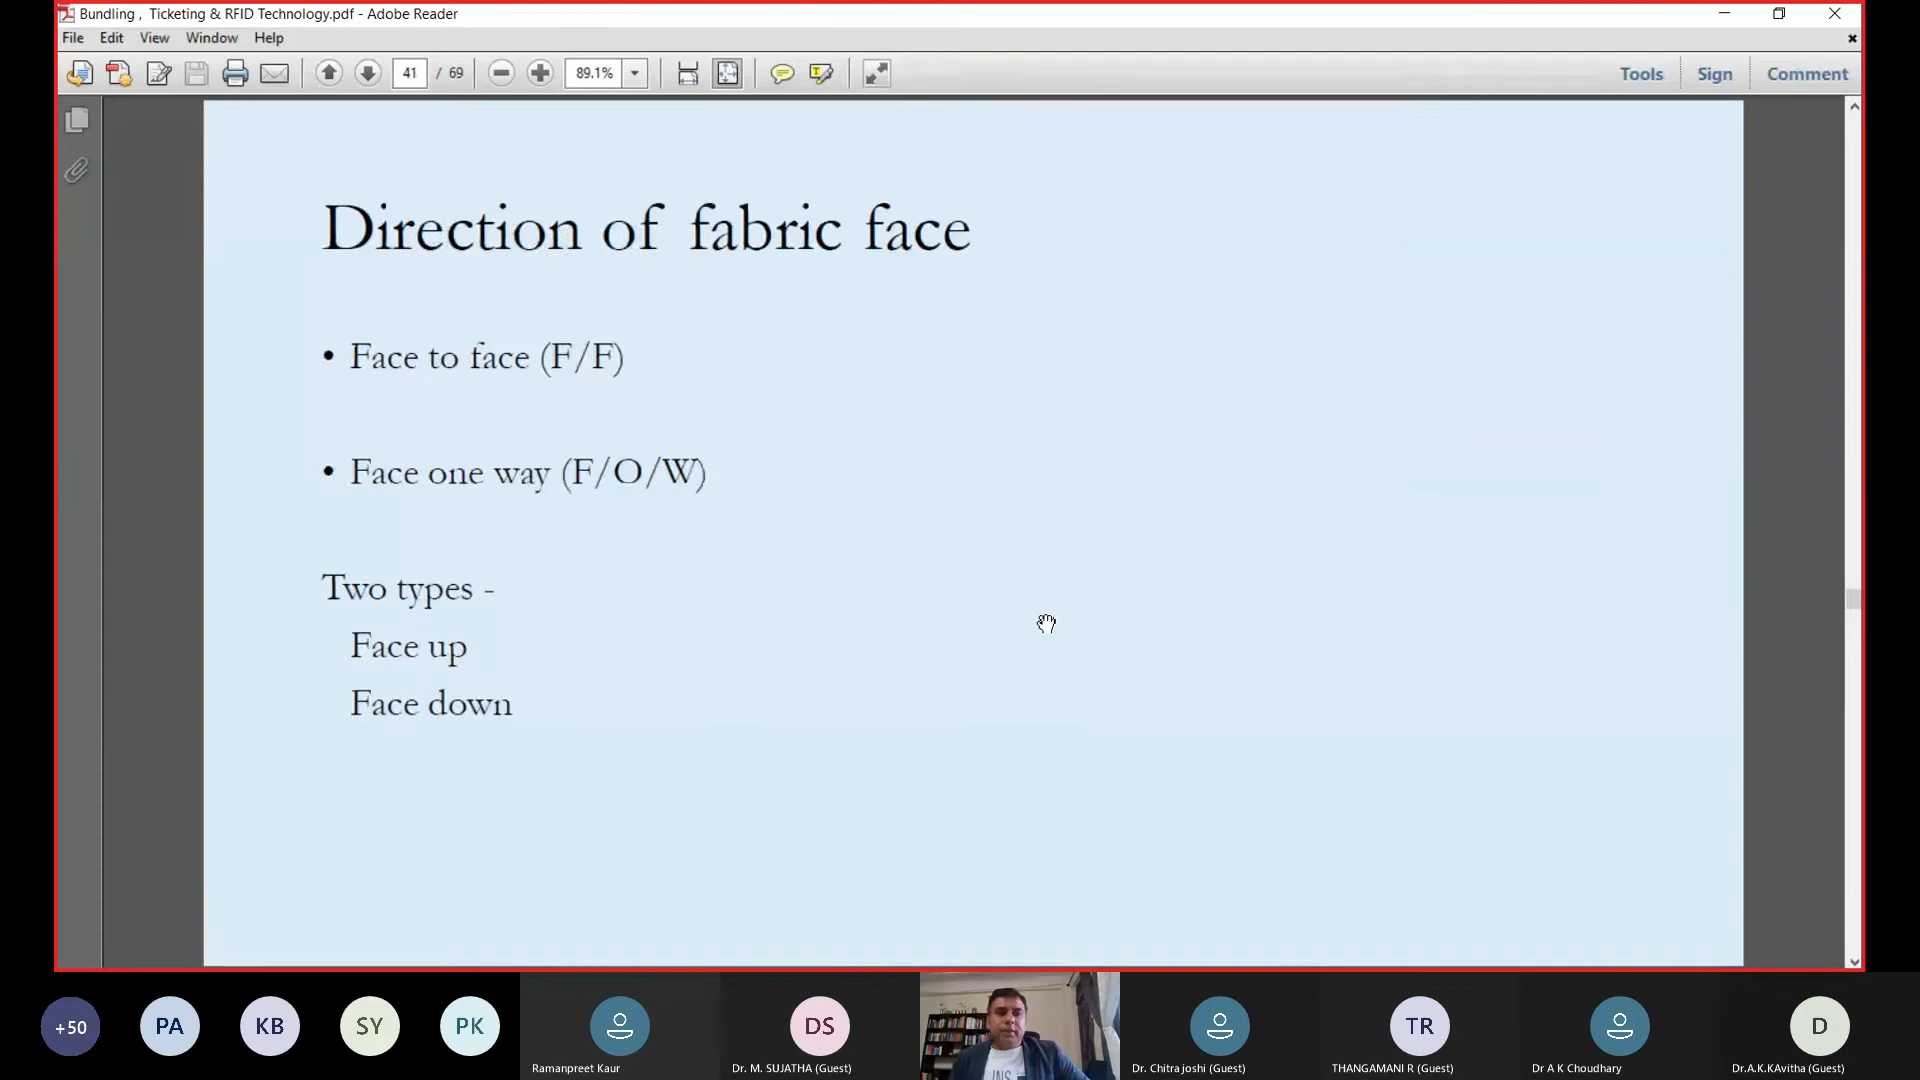 Bundling , Ticketing & RFID Technology.pdf - Adobe Reader
File Edit View Window Help
41 / 69 89.1% Tools Sign Comment
Direction of fabric face
• Face to face (F/F)
• Face one way (F/O/W)
Two types -
Face up
Face down
+50 PA KB SY PK DS TR D
INS
Ramanpreet Kaur Dr. M. SUJATHA (Guest) Dr. Chitra joshi (Guest) THANGAMANI R (Guest) Dr A K Choudhary Dr.A.K.KAvitha (Guest)